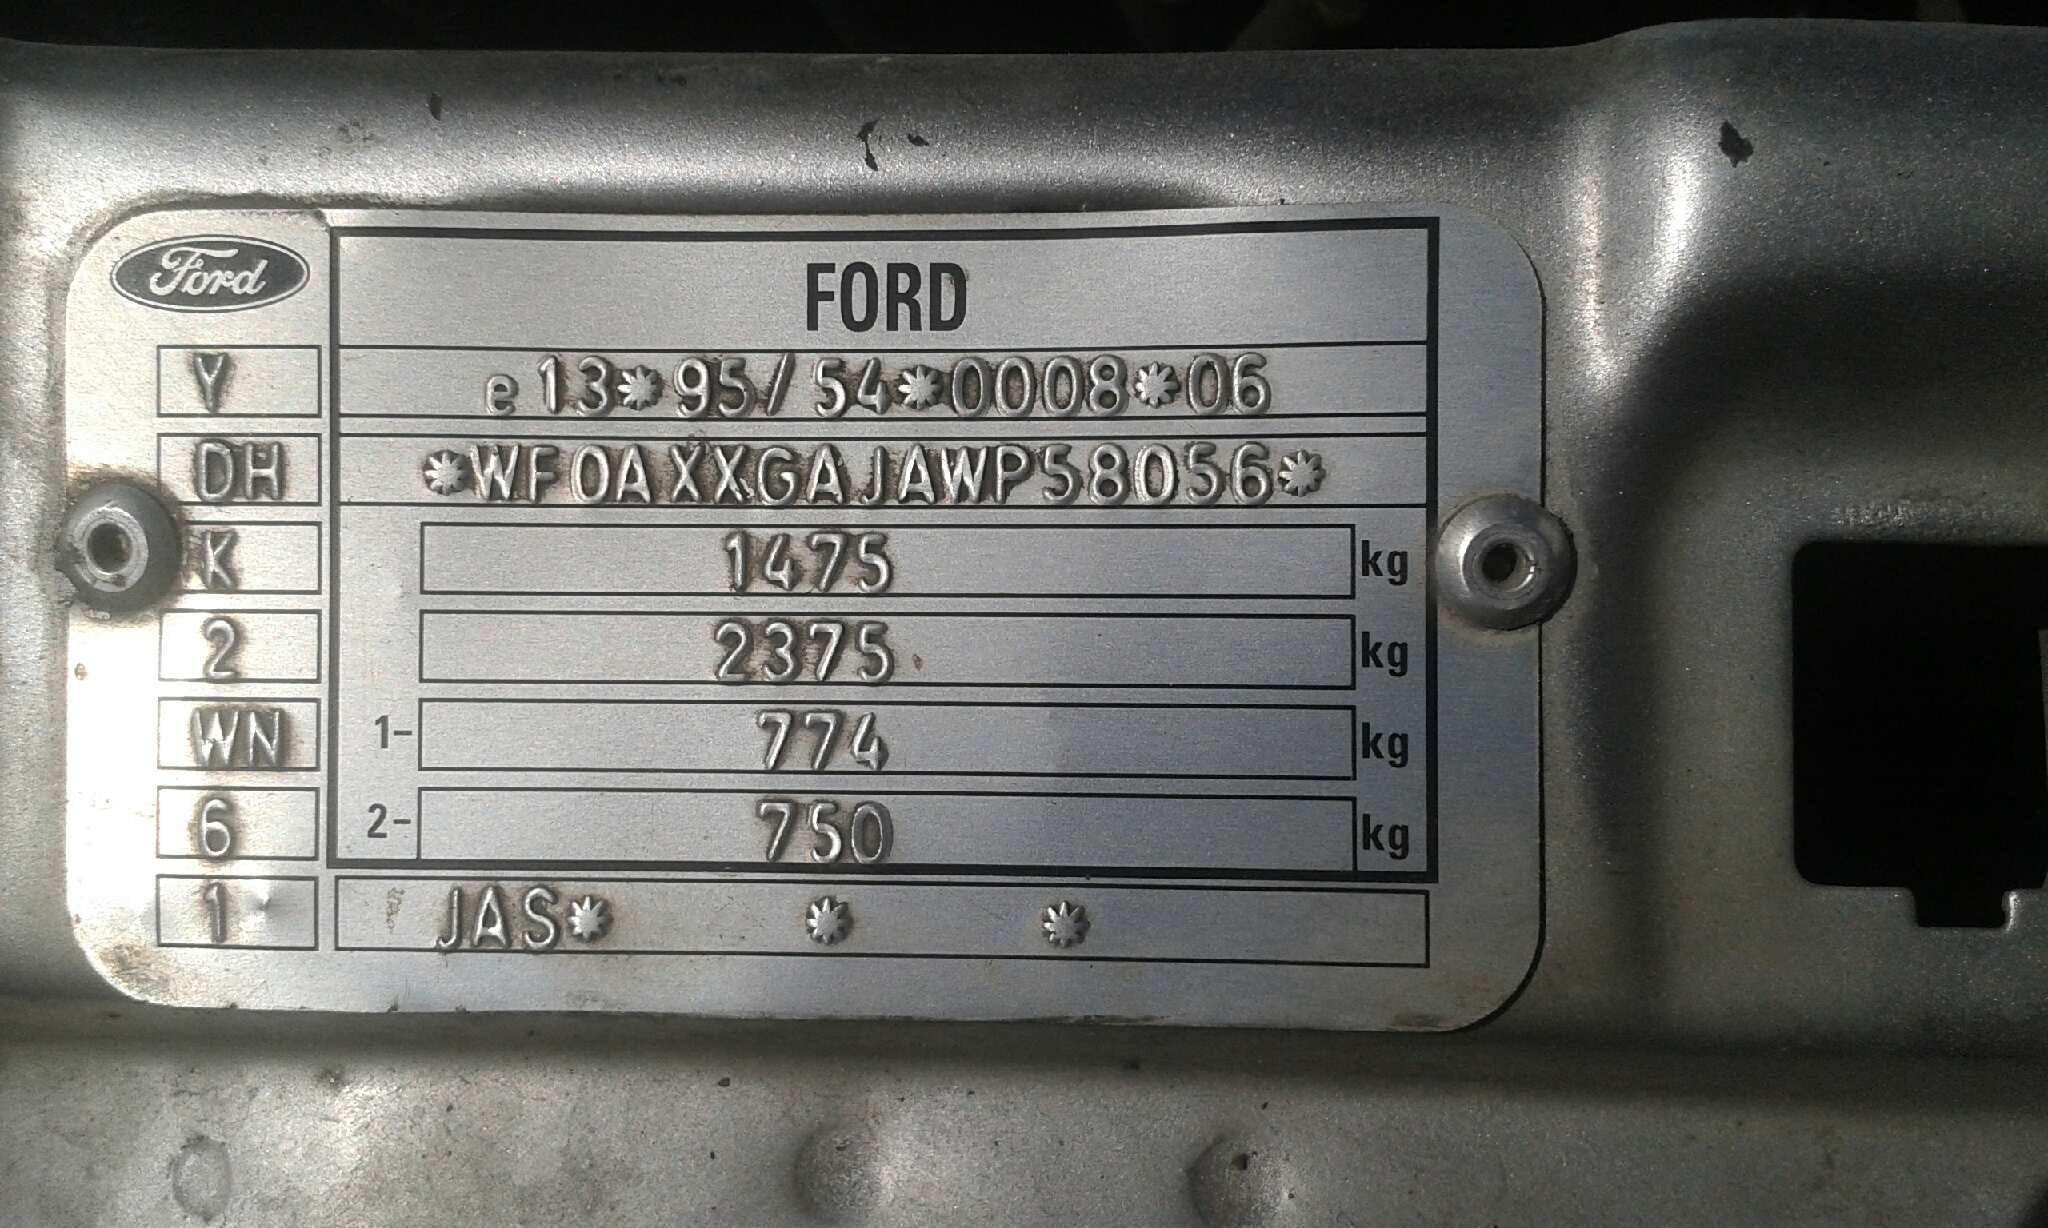 Ford
FORD
Y e13*95/54*0008*06
DH *WF0AXXGAJAWP58056*
K 1475 kg
2 2375 kg
WN 1- 774 kg
6 2- 750 kg
1 JAS* * *